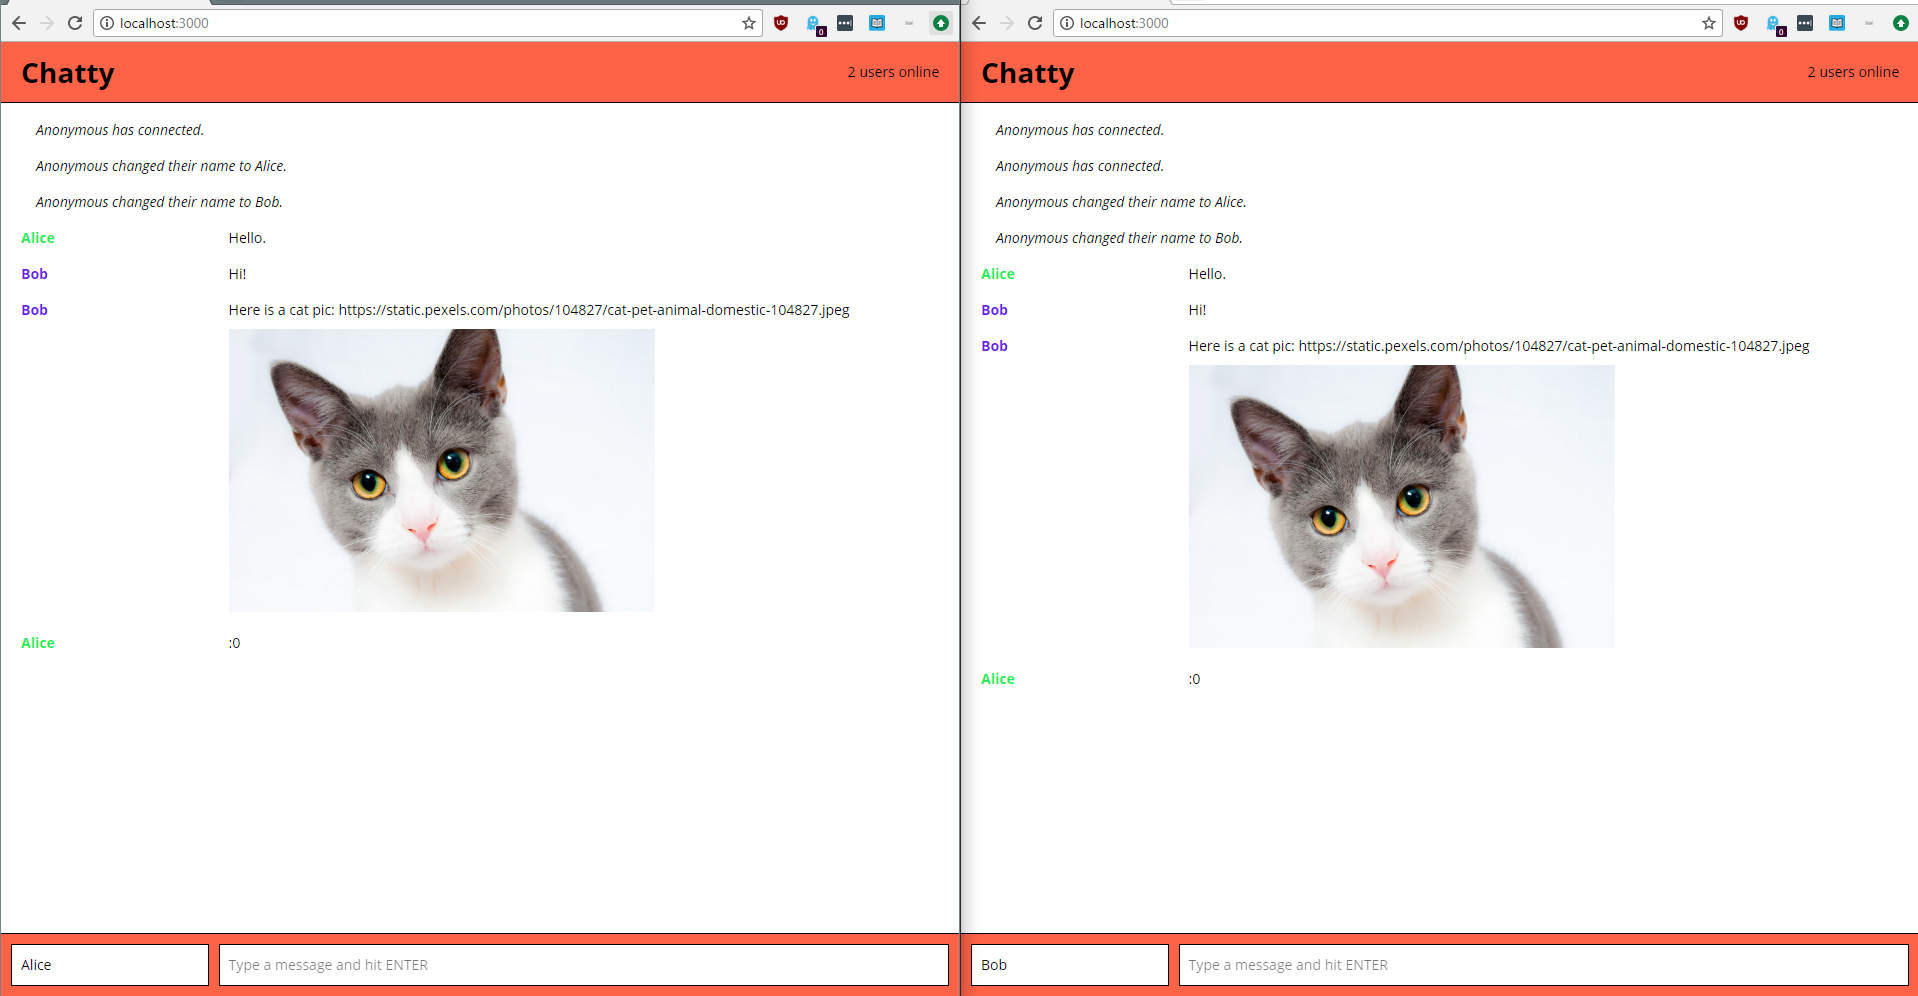 localhost:3000
0
Chatty
2 users online
Anonymous has connected.
Anonymous changed their name to Alice.
Anonymous changed their name to Bob.
Alice Hello.
Bob Hi!
Bob Here is a cat pic: https://static.pexels.com/photos/104827/cat-pet-animal-domestic-104827.jpeg
Alice :0
Alice
Type a message and hit ENTER
localhost:3000
0
Chatty
2 users online
Anonymous has connected.
Anonymous has connected.
Anonymous changed their name to Alice.
Anonymous changed their name to Bob.
Alice Hello.
Bob Hi!
Bob Here is a cat pic: https://static.pexels.com/photos/104827/cat-pet-animal-domestic-104827.jpeg
Alice :0
Bob
Type a message and hit ENTER